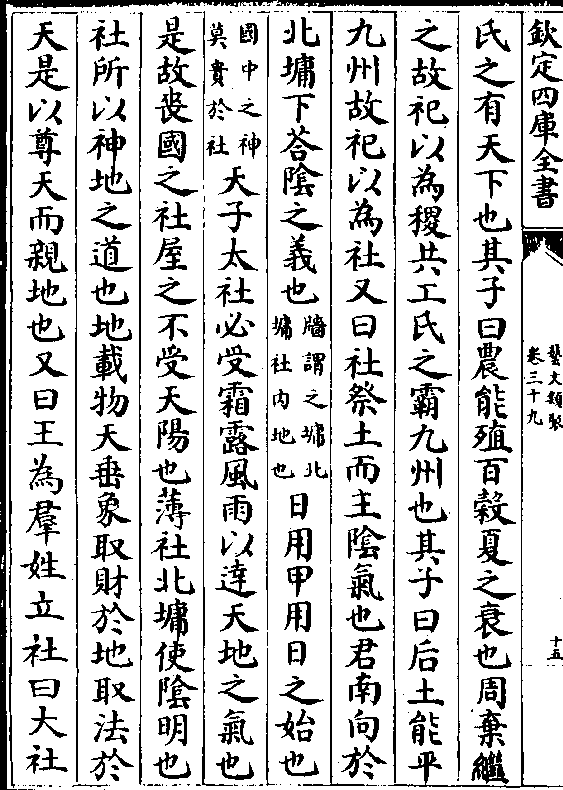 欽定四庫全書
藝文類聚
卷三十九
十五
氏之有天下也其子曰農能殖百穀夏之衰也周棄繼
之故祀以為稷共工氏之霸九州也其子曰后土能平
九州故祀以為社又曰社祭土而主陰氣也君南向於
北墉下荅陰之義也牆謂之墉北
墉社内地也日用甲用日之始也
國中之神
莫貴於社天子太社必受霜露風雨以達天地之氣也
是故喪國之社屋之不受天陽也薄社北墉使陰明也
社所以神地之道也地載物天垂象取財於地取法於
天是以尊天而親地也又曰王為羣姓立社曰大社